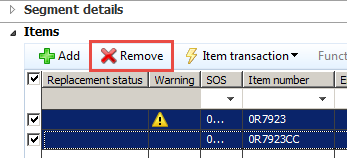 Segment details
Items
Add Remove Item transaction Funct
Replacement status Warning SOS Item number E
0... 0R7923
0... 0R7923CC